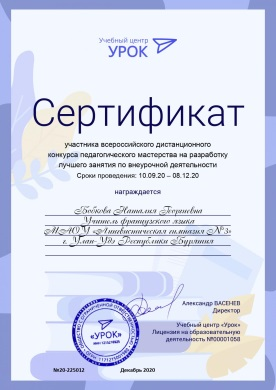 Учебный центр
УРОК
Сертификат
участника всероссийского дистанционного
конкурса педагогического мастерства на разработку
лучшего занятия по внеурочной деятельности
Сроки проведения: 10.09.20 – 08.12.20
награждается
Бобкова Наталия
Учитель французского языка
МАОУ «Лингвистическая гимназия №3»
г. Улан-Удэ Республики Бурятия
Александр ВАСЕНЕВ
Директор
«УРОК»
Учебный центр «Урок»
Лицензия на образовательную
деятельность №00001058
№20-225012
Декабрь 2020